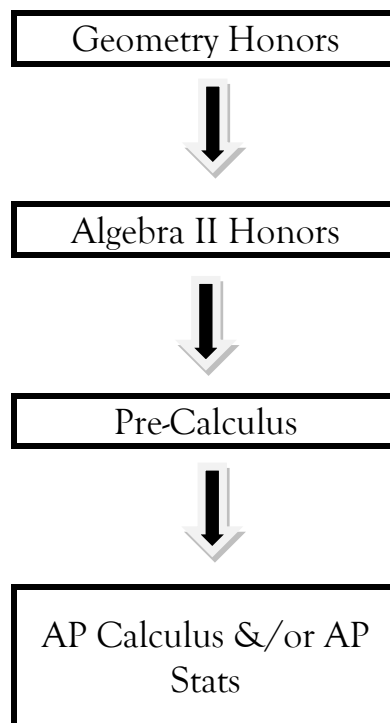 Geometry Honors
Algebra II Honors
Pre-Calculus
AP Calculus &/or AP
Stats